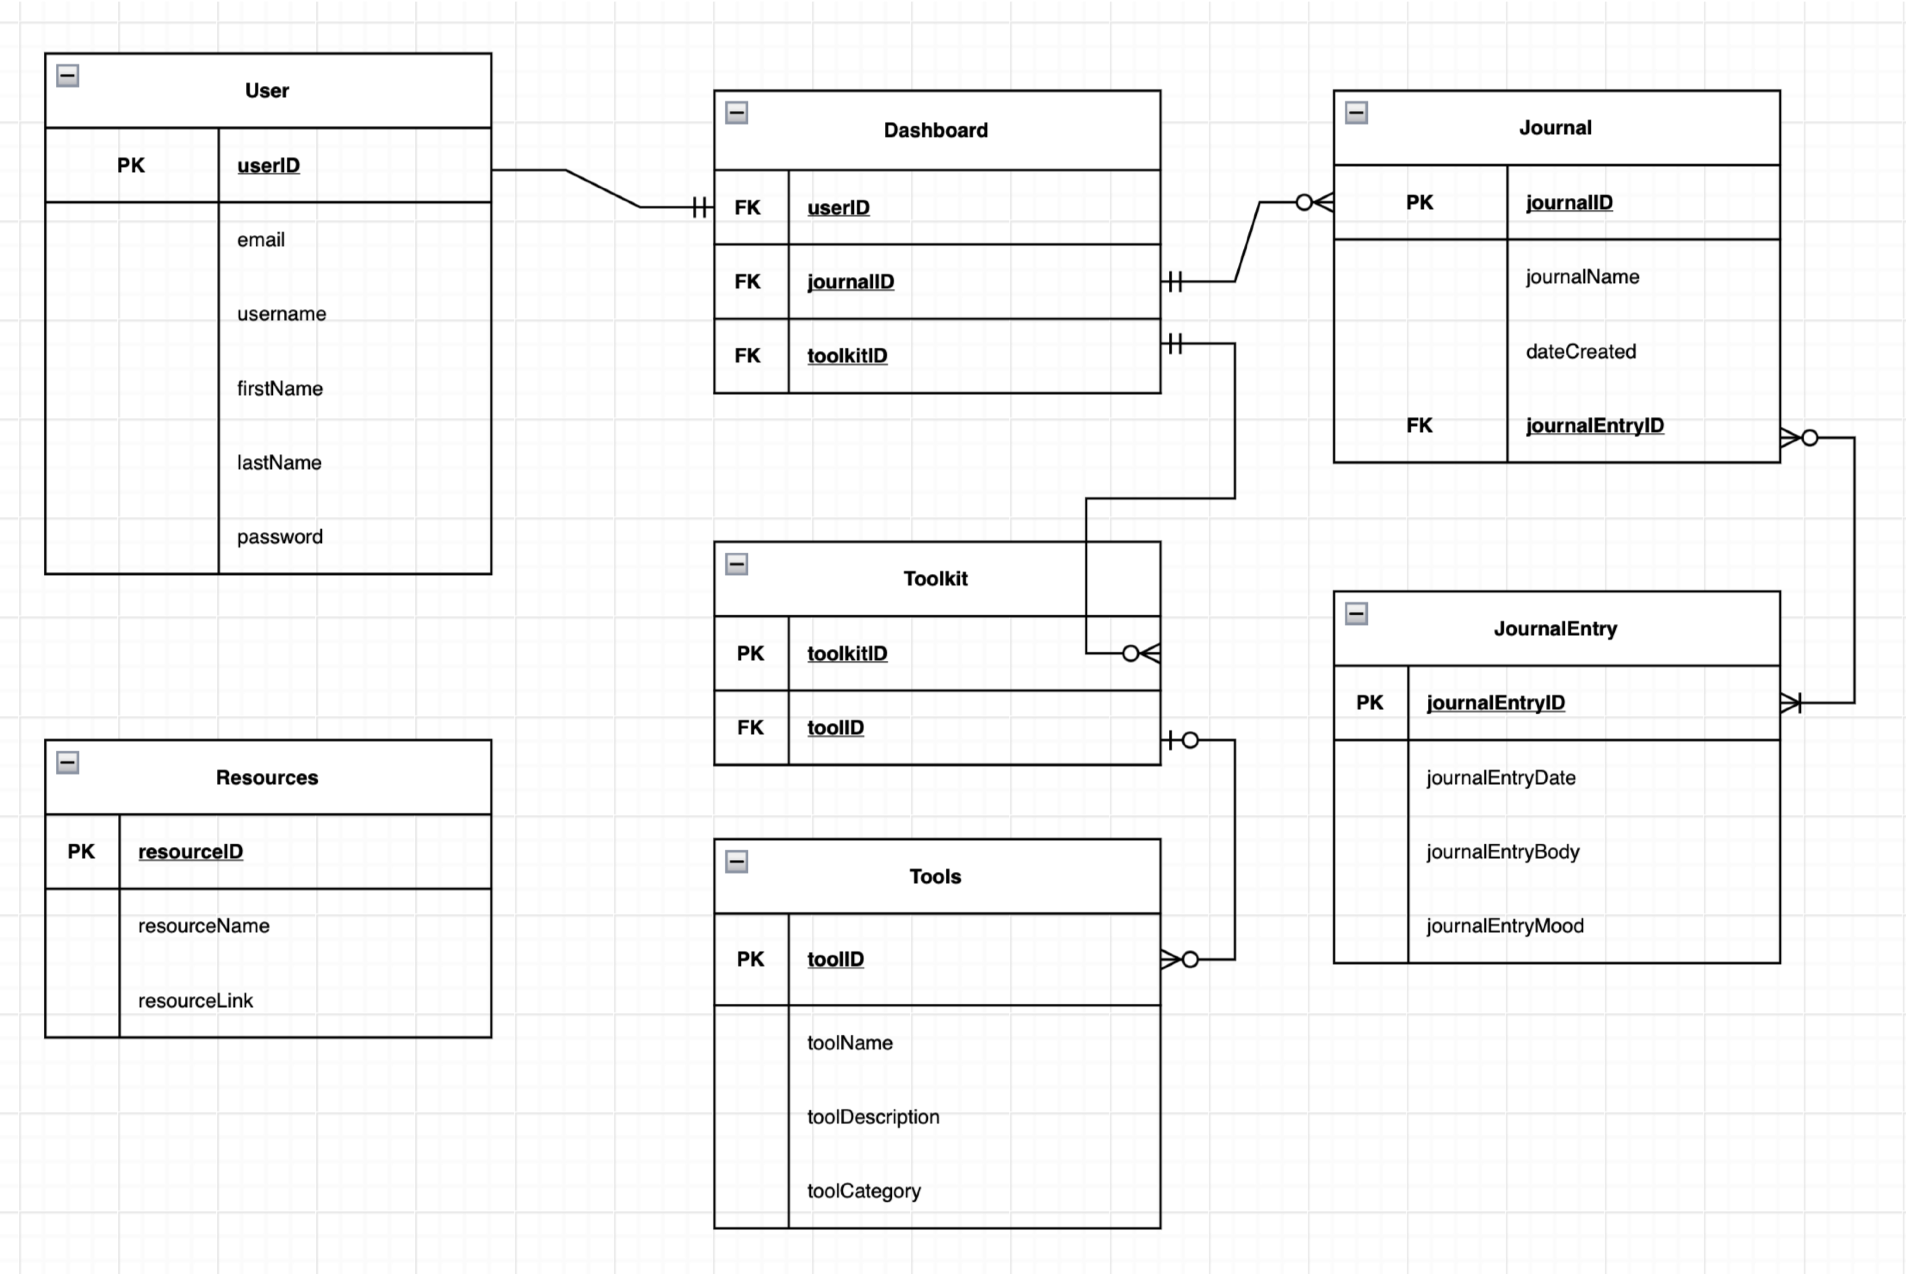 User
PK userID
email
username
firstName
lastName
password
Dashboard
FK userID
FK journalID
FK toolkitID
Journal
PK journalID
journalName
dateCreated
FK journalEntryID
Toolkit
PK toolkitID
FK toolID
JournalEntry
PK journalEntryID
journalEntryDate
journalEntryBody
journalEntryMood
Resources
PK resourceID
resourceName
resourceLink
Tools
PK toolID
toolName
toolDescription
toolCategory